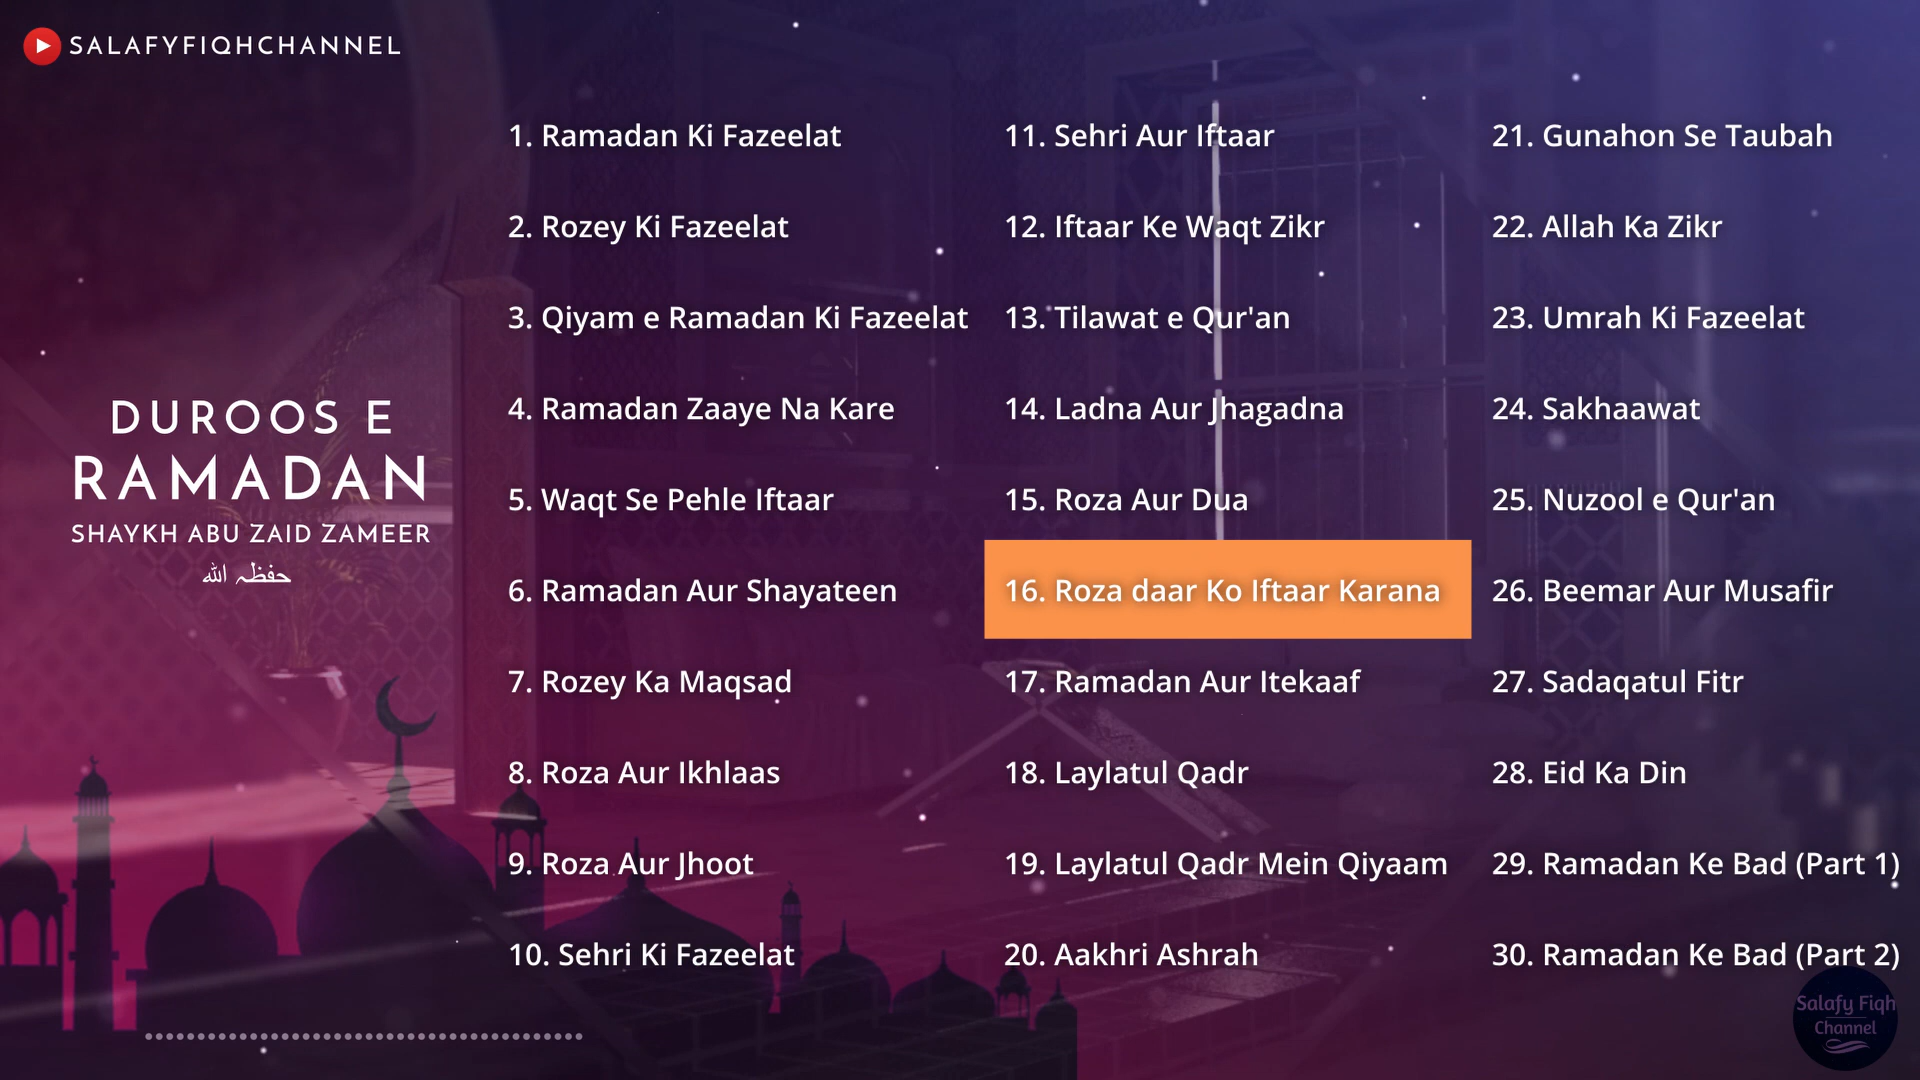 SALAFYFIQHCHANNEL
DUROOS E
RAMADAN
SHAYKH ABU ZAID ZAMEER
حفظہ اللہ
1. Ramadan Ki Fazeelat
2. Rozey Ki Fazeelat
3. Qiyam e Ramadan Ki Fazeelat
4. Ramadan Zaaye Na Kare
5. Waqt Se Pehle Iftaar
6. Ramadan Aur Shayateen
7. Rozey Ka Maqsad
8. Roza Aur Ikhlaas
9. Roza Aur Jhoot
10. Sehri Ki Fazeelat
11. Sehri Aur Iftaar
12. Iftaar Ke Waqt Zikr
13. Tilawat e Qur'an
14. Ladna Aur Jhagadna
15. Roza Aur Dua
16. Roza daar Ko Iftaar Karana
17. Ramadan Aur Itekaaf
18. Laylatul Qadr
19. Laylatul Qadr Mein Qiyaam
20. Aakhri Ashrah
21. Gunahon Se Taubah
22. Allah Ka Zikr
23. Umrah Ki Fazeelat
24. Sakhaawat
25. Nuzool e Qur'an
26. Beemar Aur Musafir
27. Sadaqatul Fitr
28. Eid Ka Din
29. Ramadan Ke Bad (Part 1)
30. Ramadan Ke Bad (Part 2)
Salafy Fiqh
Channel